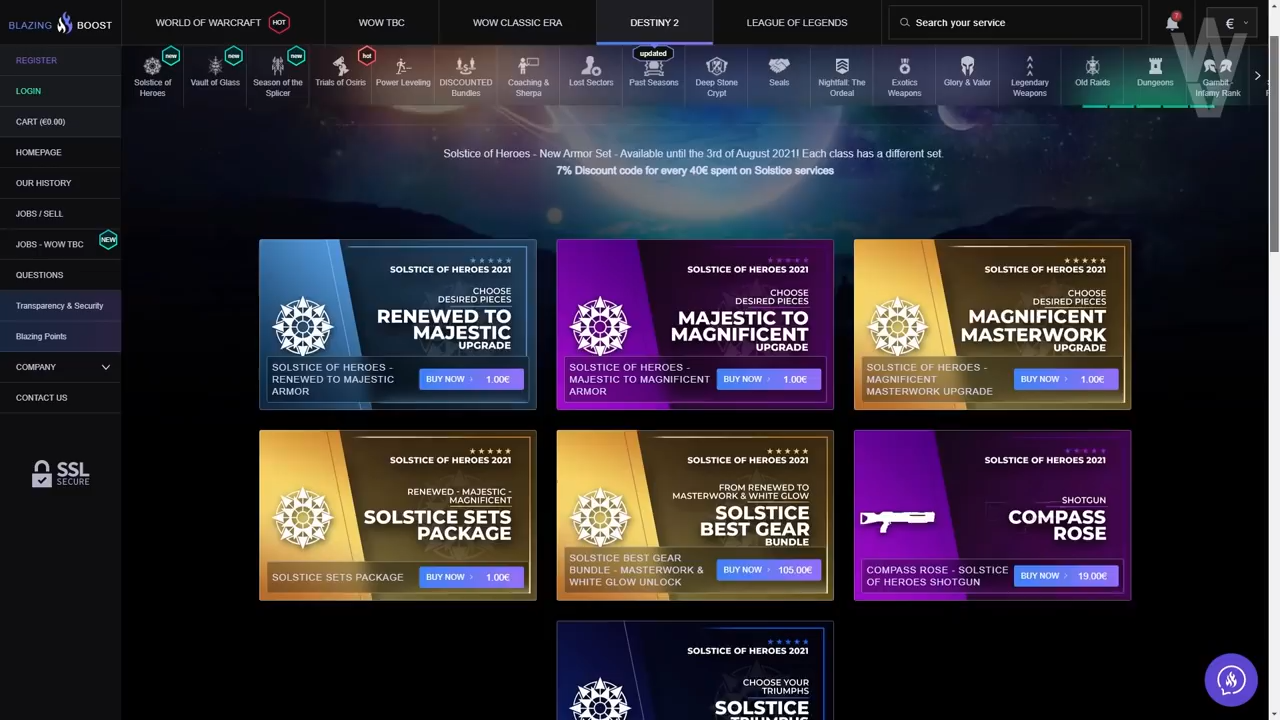 BLAZING BOOST
WORLD OF WARCRAFT HOT
WOW TBC
WOW CLASSIC ERA
DESTINY 2
LEAGUE OF LEGENDS
Search your service
7
€
W
REGISTER
LOGIN
CART (€0.00)
HOMEPAGE
OUR HISTORY
JOBS / SELL
JOBS - WOW TBC NEW
QUESTIONS
Transparency & Security
Blazing Points
COMPANY
CONTACT US
SSL
SECURE
new
Solstice of
Heroes
new
Vault of Glass
new
Season of the
Splicer
hot
Trials of Osiris
Power Leveling
DISCOUNTED
Bundles
Coaching &
Sherpa
Lost Sectors
updated
Past Seasons
Deep Stone
Crypt
Seals
Nightfall: The
Ordeal
Exotics
Weapons
Glory & Valor
Legendary
Weapons
Old Raids
Dungeons
Gambit -
Infamy Rank
Solstice of Heroes - New Armor Set - Available until the 3rd of August 2021! Each class has a different set.
7% Discount code for every 40€ spent on Solstice services
SOLSTICE OF HEROES 2021
CHOOSE
DESIRED PIECES
RENEWED TO
MAJESTIC
UPGRADE
SOLSTICE OF HEROES -
RENEWED TO MAJESTIC
ARMOR
BUY NOW 1.00€
SOLSTICE OF HEROES 2021
CHOOSE
DESIRED PIECES
MAJESTIC TO
MAGNIFICENT
UPGRADE
SOLSTICE OF HEROES -
MAJESTIC TO MAGNIFICENT
ARMOR
BUY NOW 1.00€
SOLSTICE OF HEROES 2021
CHOOSE
DESIRED PIECES
MAGNIFICENT
MASTERWORK
UPGRADE
SOLSTICE OF HEROES -
MAGNIFICENT
MASTERWORK UPGRADE
BUY NOW 1.00€
SOLSTICE OF HEROES 2021
RENEWED - MAJESTIC -
MAGNIFICENT
SOLSTICE SETS
PACKAGE
SOLSTICE SETS PACKAGE
BUY NOW 1.00€
SOLSTICE OF HEROES 2021
FROM RENEWED TO
MASTERWORK & WHITE GLOW
SOLSTICE
BEST GEAR
BUNDLE
SOLSTICE BEST GEAR
BUNDLE - MASTERWORK &
WHITE GLOW UNLOCK
BUY NOW 105.00€
SOLSTICE OF HEROES 2021
SHOTGUN
COMPASS
ROSE
COMPASS ROSE - SOLSTICE
OF HEROES SHOTGUN
BUY NOW 19.00€
SOLSTICE OF HEROES 2021
CHOOSE YOUR
TRIUMPHS
SOLSTICE
TRIUMPHS